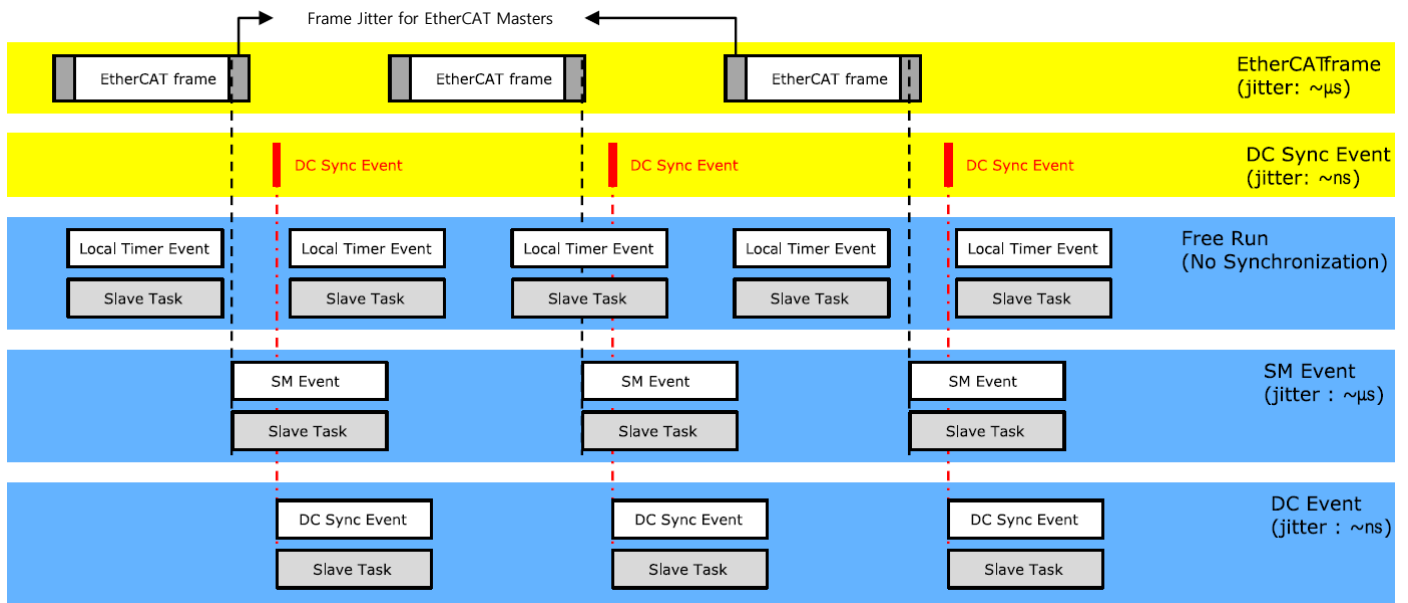 Frame Jitter for EtherCAT Masters
EtherCAT frame
EtherCAT frame
EtherCAT frame
EtherCATframe
(jitter: ~µs)
DC Sync Event
DC Sync Event
DC Sync Event
DC Sync Event
(jitter: ~ns)
Local Timer Event
Local Timer Event
Local Timer Event
Local Timer Event
Local Timer Event
Free Run
(No Synchronization)
Slave Task
Slave Task
Slave Task
Slave Task
Slave Task
SM Event
SM Event
SM Event
SM Event
(jitter : ~µs)
Slave Task
Slave Task
Slave Task
DC Sync Event
DC Sync Event
DC Sync Event
DC Event
(jitter : ~ns)
Slave Task
Slave Task
Slave Task